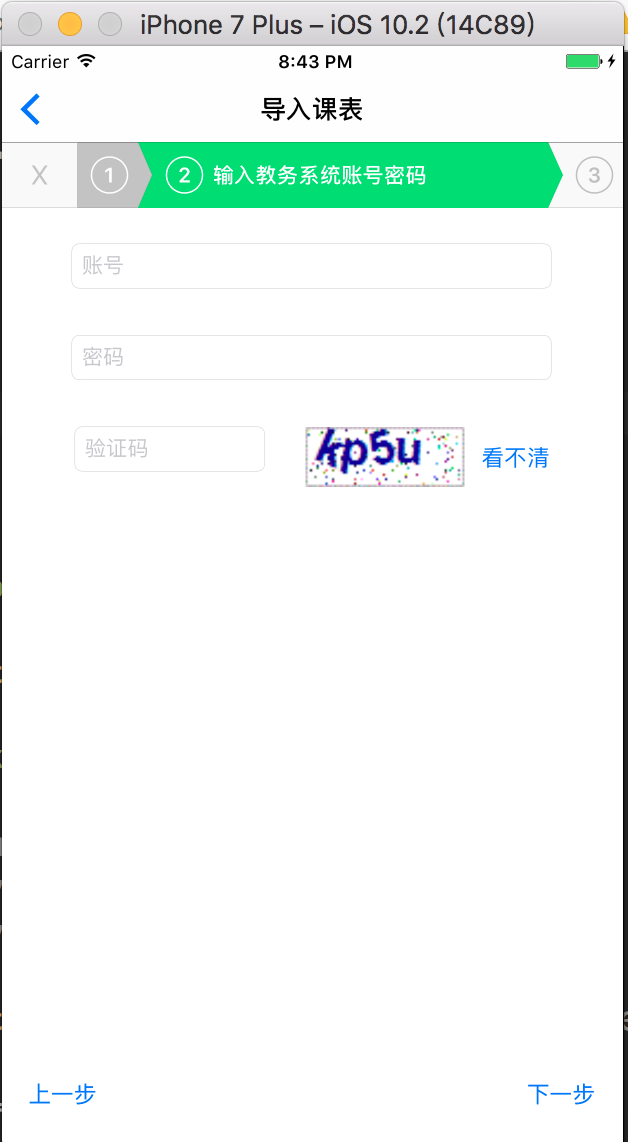 iPhone 7 Plus – iOS 10.2 (14C89)
Carrier 8:43 PM
导入课表
X 1 2 输入教务系统账号密码 3
账号
密码
验证码 kp5u 看不清
上一步 下一步